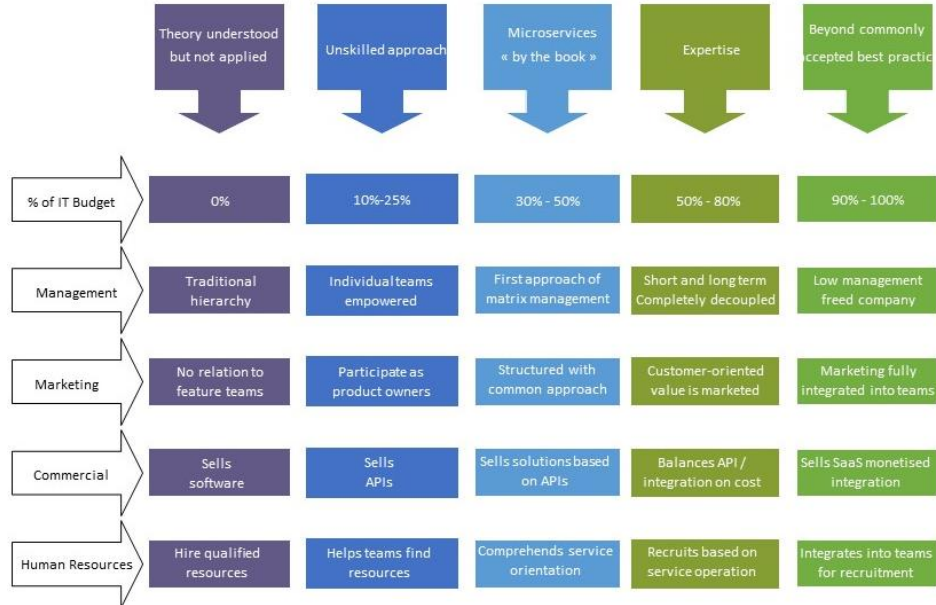 Theory understood
but not applied
Unskilled approach
Microservices
« by the book »
Expertise
Beyond commonly
accepted best practic
% of IT Budget
0%
10%-25%
30% - 50%
50% - 80%
90% - 100%
Management
Traditional
hierarchy
Individual teams
empowered
First approach of
matrix management
Short and long term
Completely decoupled
Low management
freed company
Marketing
No relation to
feature teams
Participate as
product owners
Structured with
common approach
Customer-oriented
value is marketed
Marketing fully
integrated into teams
Commercial
Sells
software
Sells
APIs
Sells solutions based
on APIs
Balances API /
integration on cost
Sells SaaS monetised
integration
Human Resources
Hire qualified
resources
Helps teams find
resources
Comprehends service
orientation
Recruits based on
service operation
Integrates into teams
for recruitment